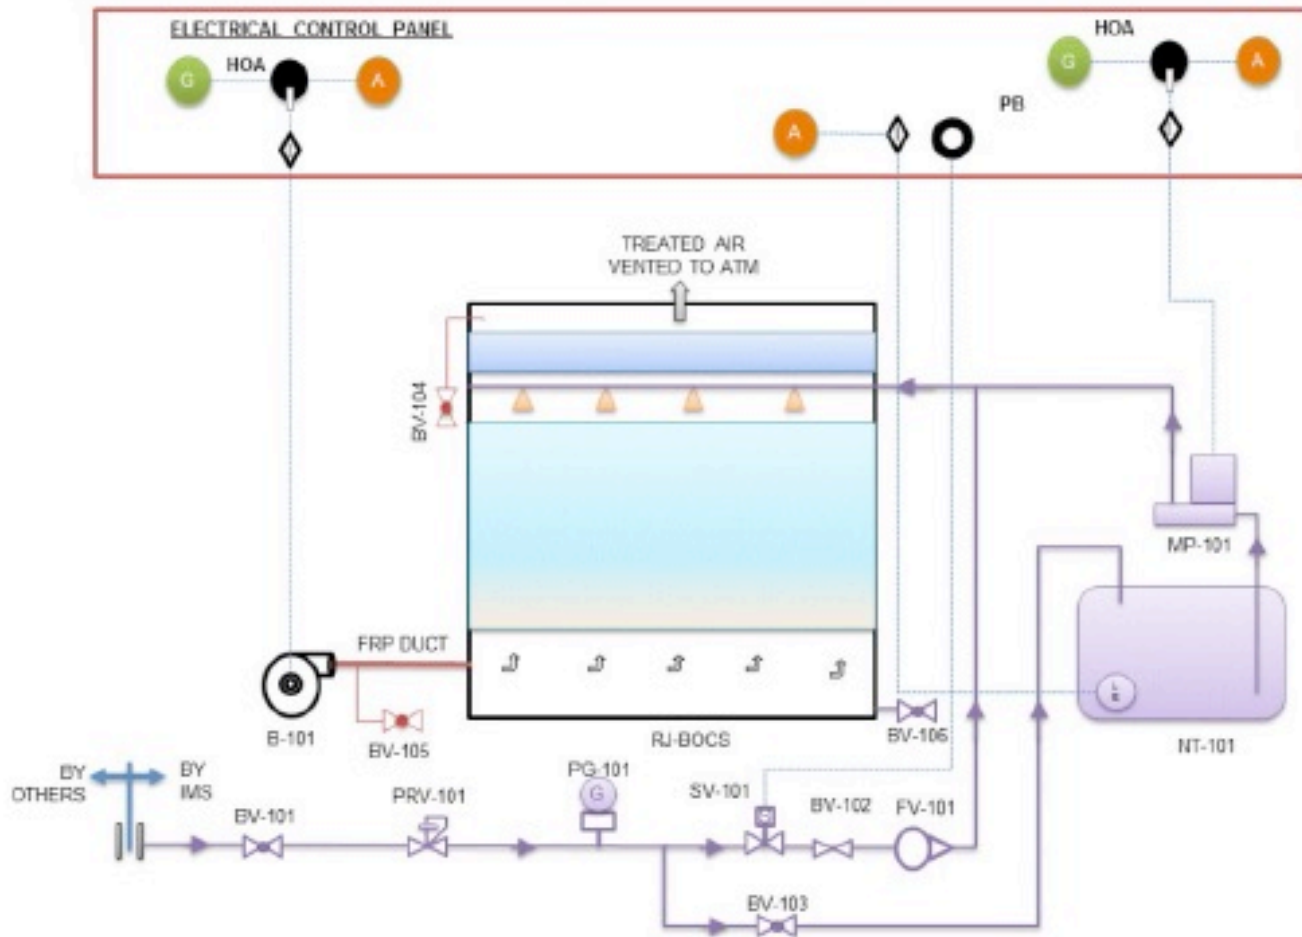 ELECTRICAL CONTROL PANEL
G
HOA
A
HOA
G
A
A
PB
TREATED AIR
VENTED TO ATM
BV-104
MP-101
FRP DUCT
B-101
BV-105
RJ-BOCS
BV-106
NT-101
BY
OTHERS
BY
IMS
BV-101
PRV-101
PG-101
G
SV-101
BV-102
FV-101
BV-103